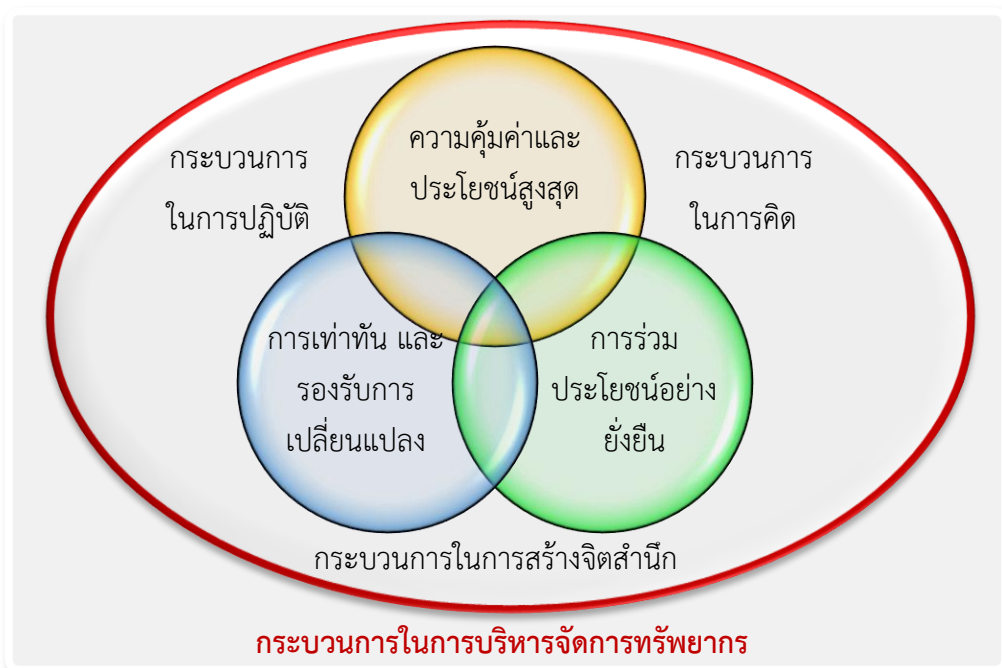 ความคุ้มค่าและ
ประโยชน์สูงสุด
กระบวนการ
ในการปฏิบัติ
กระบวนการ
ในการคิด
การเท่าทัน และ
รองรับการ
เปลี่ยนแปลง
การร่วม
ประโยชน์อย่าง
ยั่งยืน
กระบวนการในการสร้างจิตสำนึก
กระบวนการในการบริหารจัดการทรัพยากร